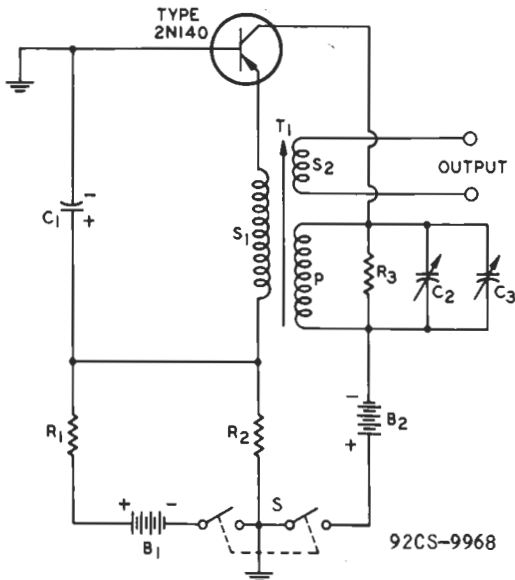 TYPE
2N140
T1
S2
OUTPUT
C1
-
+
S1
P
R3
C2
C3
R1
R2
-
B2
+
+
-
S
B1
92CS-9968